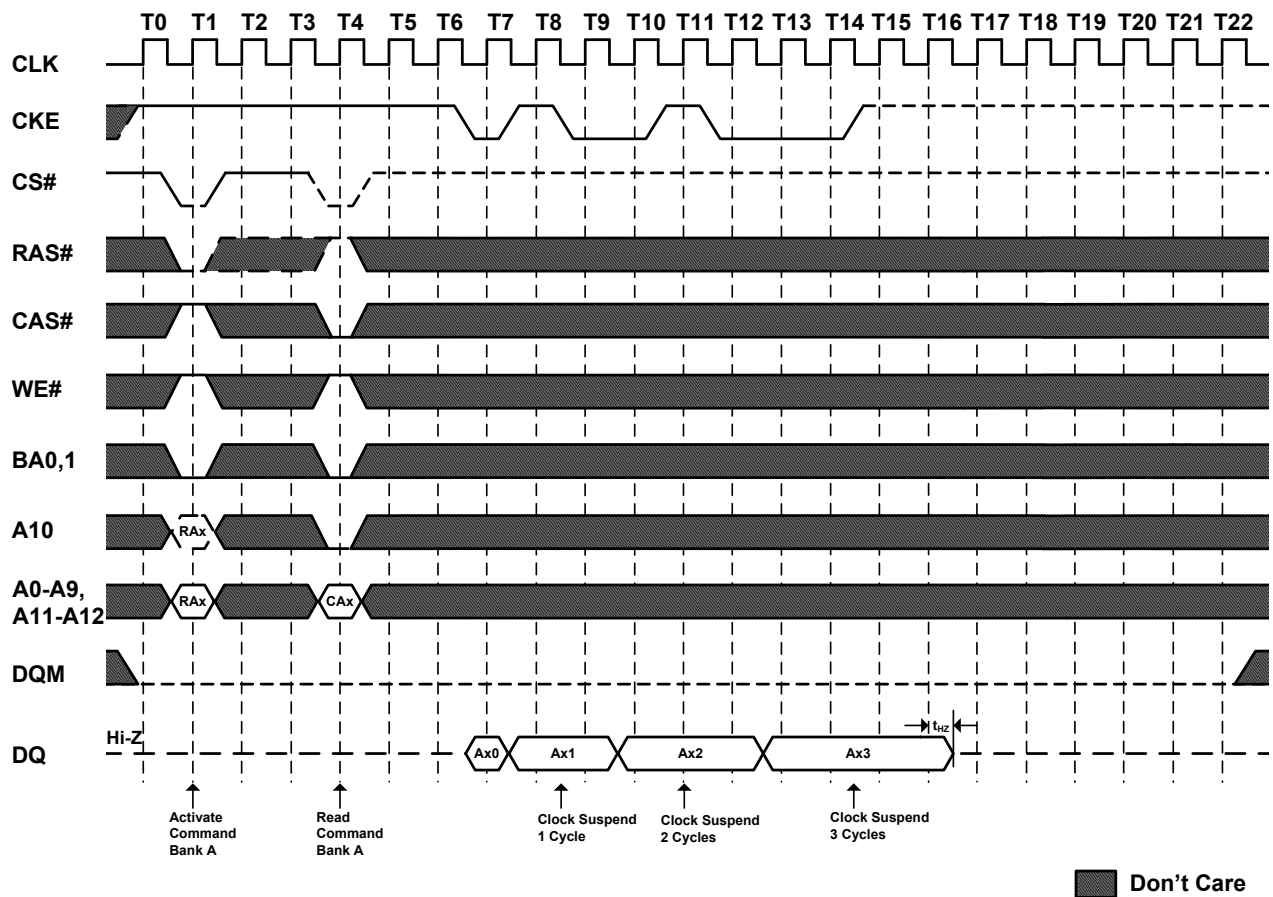 T0 T1 T2 T3 T4 T5 T6 T7 T8 T9 T10 T11 T12 T13 T14 T15 T16 T17 T18 T19 T20 T21 T22
CLK
CKE
CS#
RAS#
CAS#
WE#
BA0,1
A10
RAx
A0-A9,
A11-A12
RAx
CAx
DQM
Hi-Z
DQ
Ax0
Ax1
Ax2
Ax3
tHZ
Activate
Command
Bank A
Read
Command
Bank A
Clock Suspend
1 Cycle
Clock Suspend
2 Cycles
Clock Suspend
3 Cycles
Don't Care